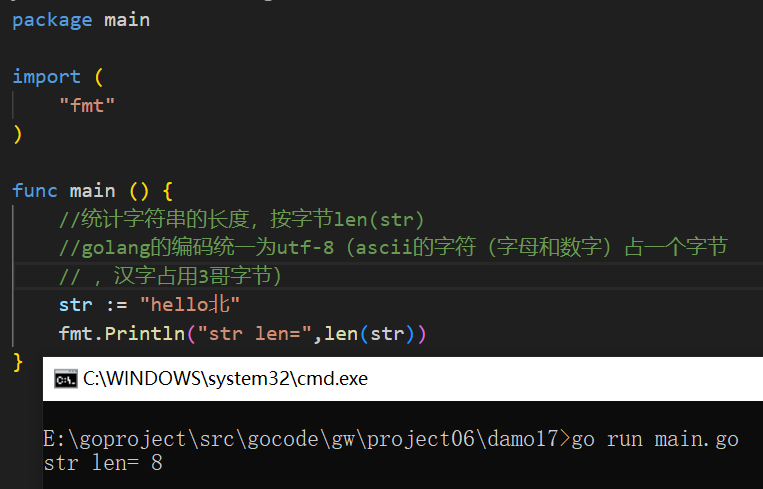 package main
import (
"fmt"
)
func main () {
//统计字符串的长度，按字节len(str)
//golang的编码统一为utf-8（ascii的字符（字母和数字）占一个字节
// ，汉字占用3哥字节）
str := "hello北"
fmt.Println("str len=",len(str))
}
C:\WINDOWS\system32\cmd.exe
E:\goproject\src\gocode\gw\project06\damo17>go run main.go
str len= 8